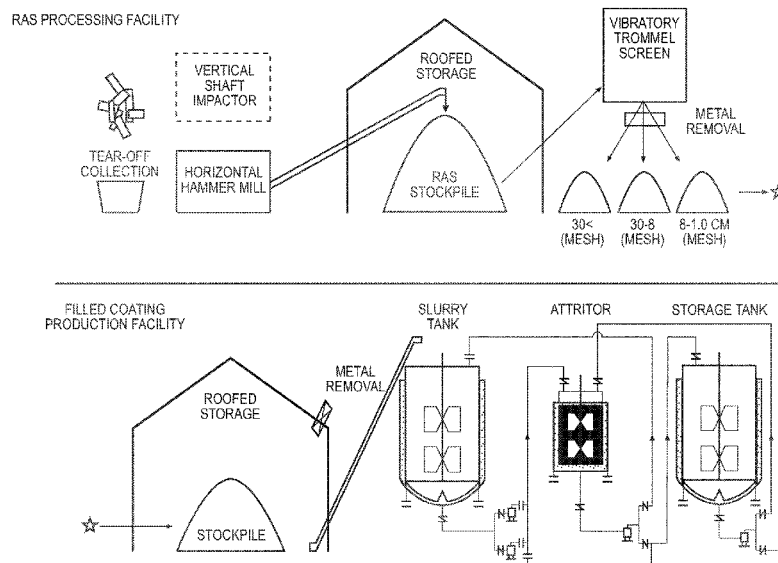 RAS PROCESSING FACILITY
TEAR-OFF
COLLECTION
VERTICAL
SHAFT
IMPACTOR
HORIZONTAL
HAMMER MILL
ROOFED
STORAGE
RAS
STOCKPILE
VIBRATORY
TROMMEL
SCREEN
METAL
REMOVAL
30<
(MESH)
30-8
(MESH)
8-1.0 CM
(MESH)
FILLED COATING
PRODUCTION FACILITY
ROOFED
STORAGE
STOCKPILE
METAL
REMOVAL
SLURRY
TANK
ATTRITOR
STORAGE TANK